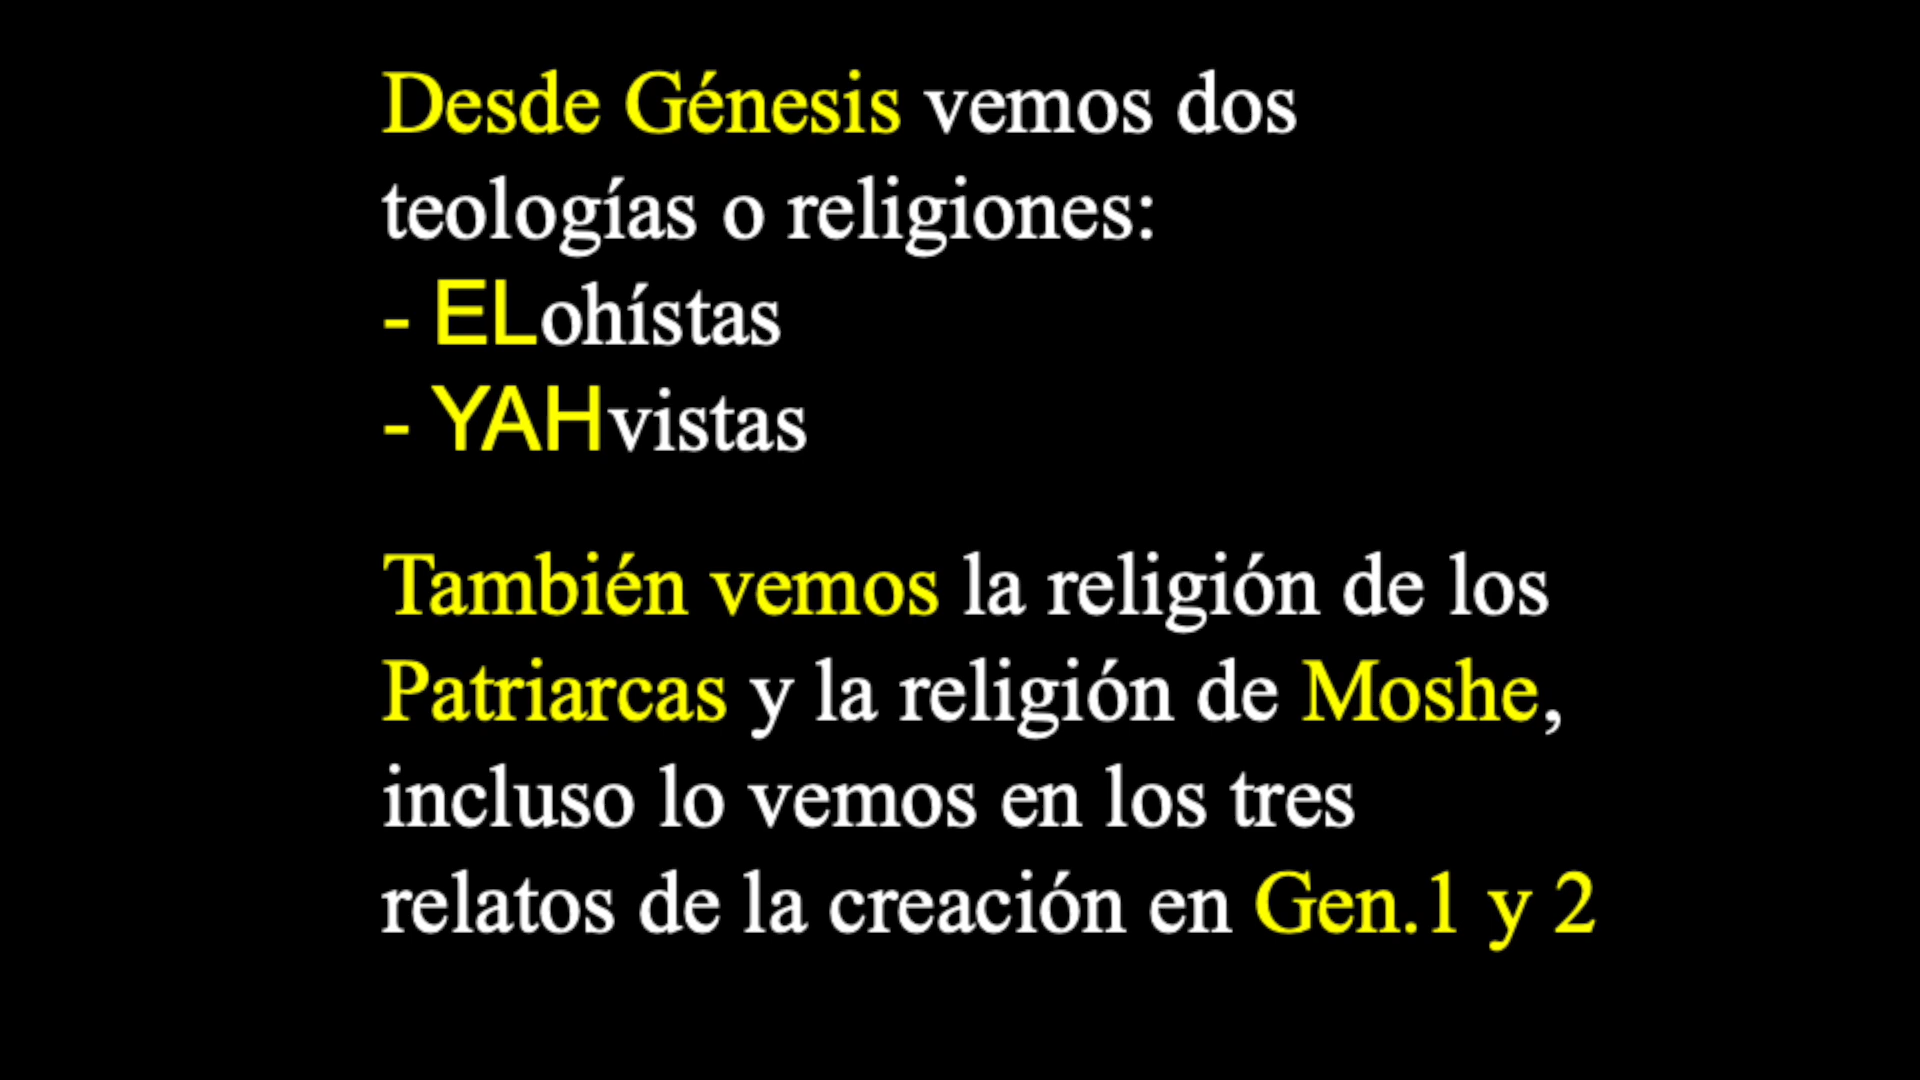 Desde Génesis vemos dos
teologías o religiones:
- ELohístas
- YAHvistas
También vemos la religión de los
Patriarcas y la religión de Moshe,
incluso lo vemos en los tres
relatos de la creación en Gen.1 y 2